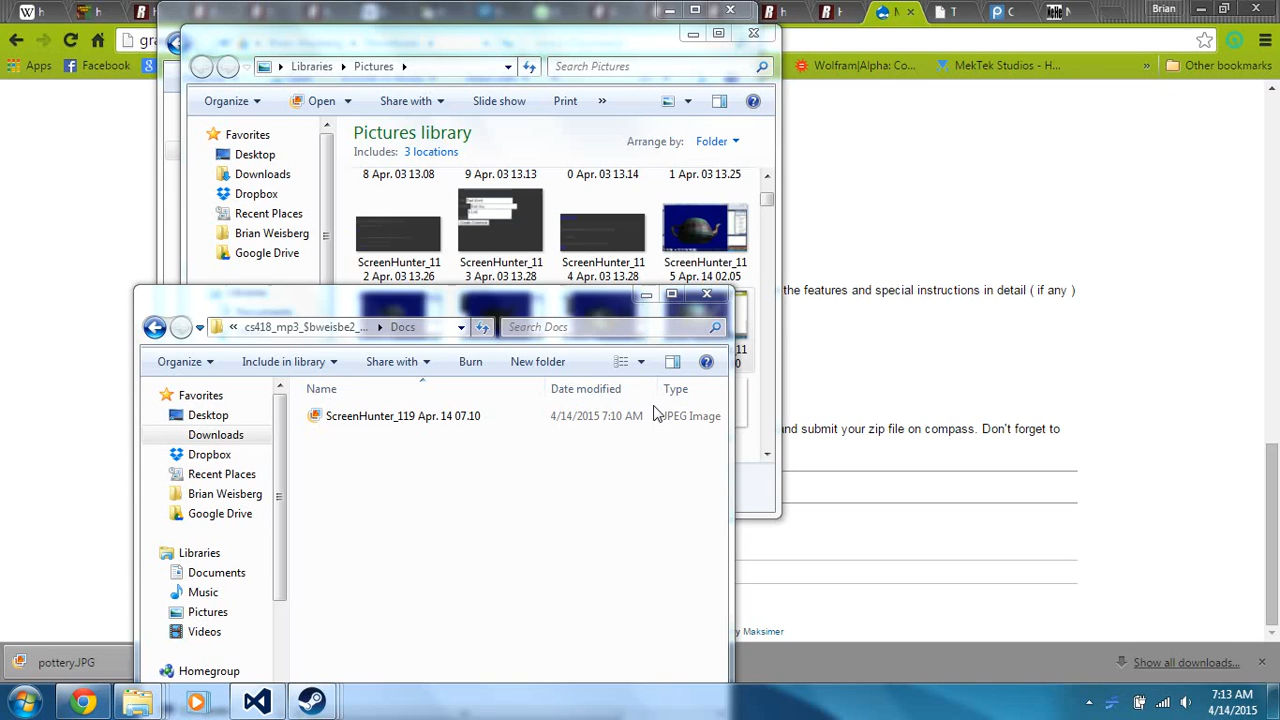 Brian
gra
Apps
Facebook
Wolfram|Alpha: Co...
MekTek Studios - H...
»
Other bookmarks
Libraries
Pictures
Search Pictures
Organize
Open
Share with
Slide show
Print
»
Favorites
Desktop
Downloads
Dropbox
Recent Places
Brian Weisberg
Google Drive
Pictures library
Includes: 3 locations
Arrange by: Folder
8 Apr. 03 13.08
9 Apr. 03 13.13
0 Apr. 03 13.14
1 Apr. 03 13.25
ScreenHunter_11
2 Apr. 03 13.26
ScreenHunter_11
3 Apr. 03 13.28
ScreenHunter_11
4 Apr. 03 13.28
ScreenHunter_11
5 Apr. 14 02.05
the features and special instructions in detail ( if any )
and submit your zip file on compass. Don't forget to
Maksimer
« cs418_mp3_$bweisbe2_...
Docs
Search Docs
Organize
Include in library
Share with
Burn
New folder
Name
Date modified
Type
ScreenHunter_119 Apr. 14 07.10
4/14/2015 7:10 AM
JPEG Image
Favorites
Desktop
Downloads
Dropbox
Recent Places
Brian Weisberg
Google Drive
Libraries
Documents
Music
Pictures
Videos
Homegroup
pottery.JPG
Show all downloads...
7:13 AM
4/14/2015